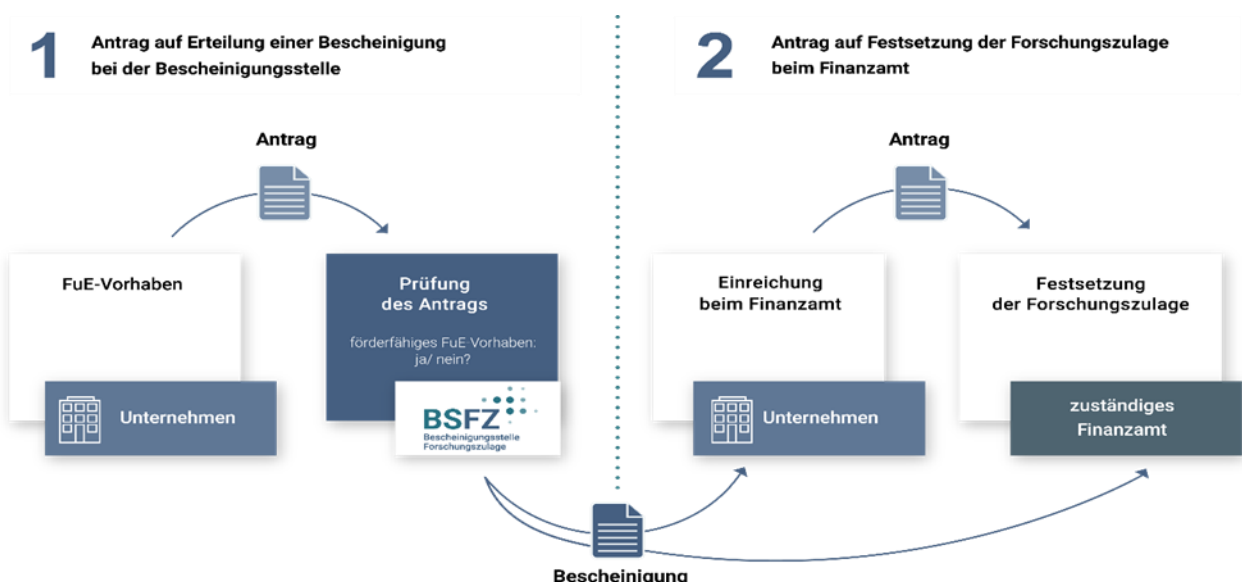 1
Antrag auf Erteilung einer Bescheinigung
bei der Bescheinigungsstelle
Antrag
FuE-Vorhaben
Unternehmen
Prüfung
des Antrags
förderfähiges FuE Vorhaben:
ja/ nein?
BSFZ
Bescheinigungsstelle
Forschungszulage
2
Antrag auf Festsetzung der Forschungszulage
beim Finanzamt
Antrag
Einreichung
beim Finanzamt
Unternehmen
Festsetzung
der Forschungszulage
zuständiges
Finanzamt
Bescheinigung